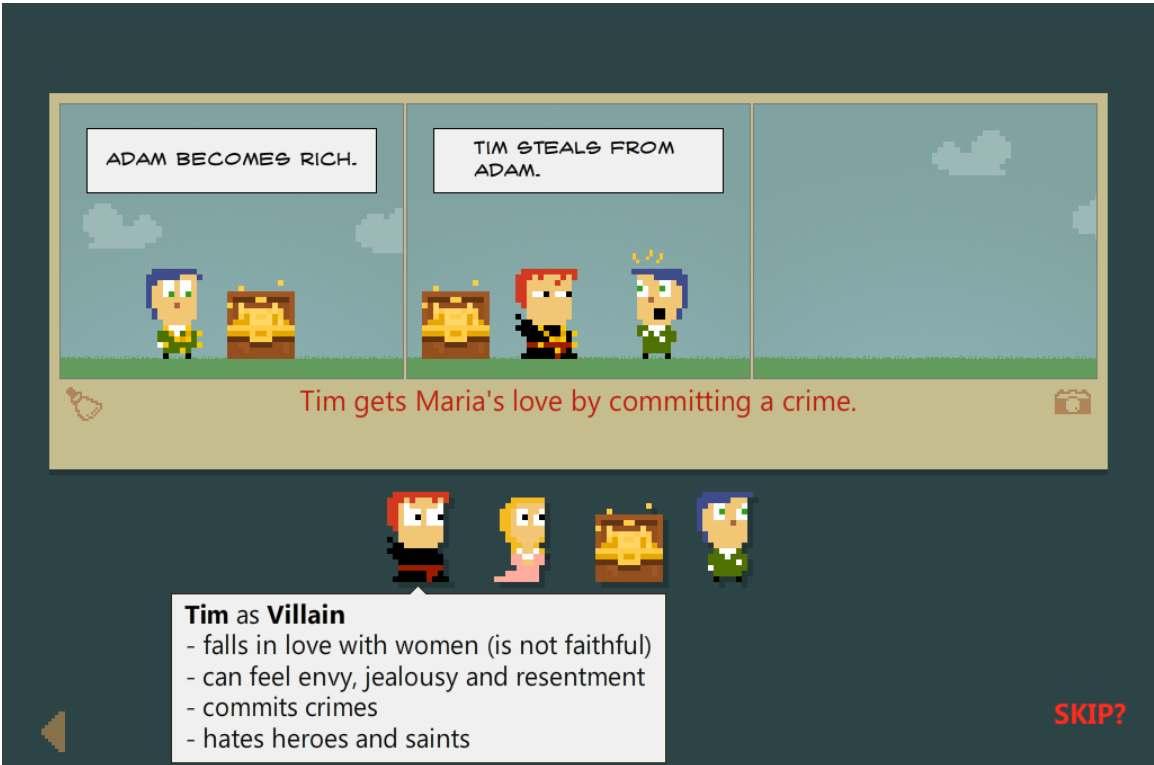 ADAM BECOMES RICH.
TIM STEALS FROM
ADAM.
Tim gets Maria's love by committing a crime.
Tim as Villain
- falls in love with women (is not faithful)
- can feel envy, jealousy and resentment
- commits crimes
- hates heroes and saints
SKIP?